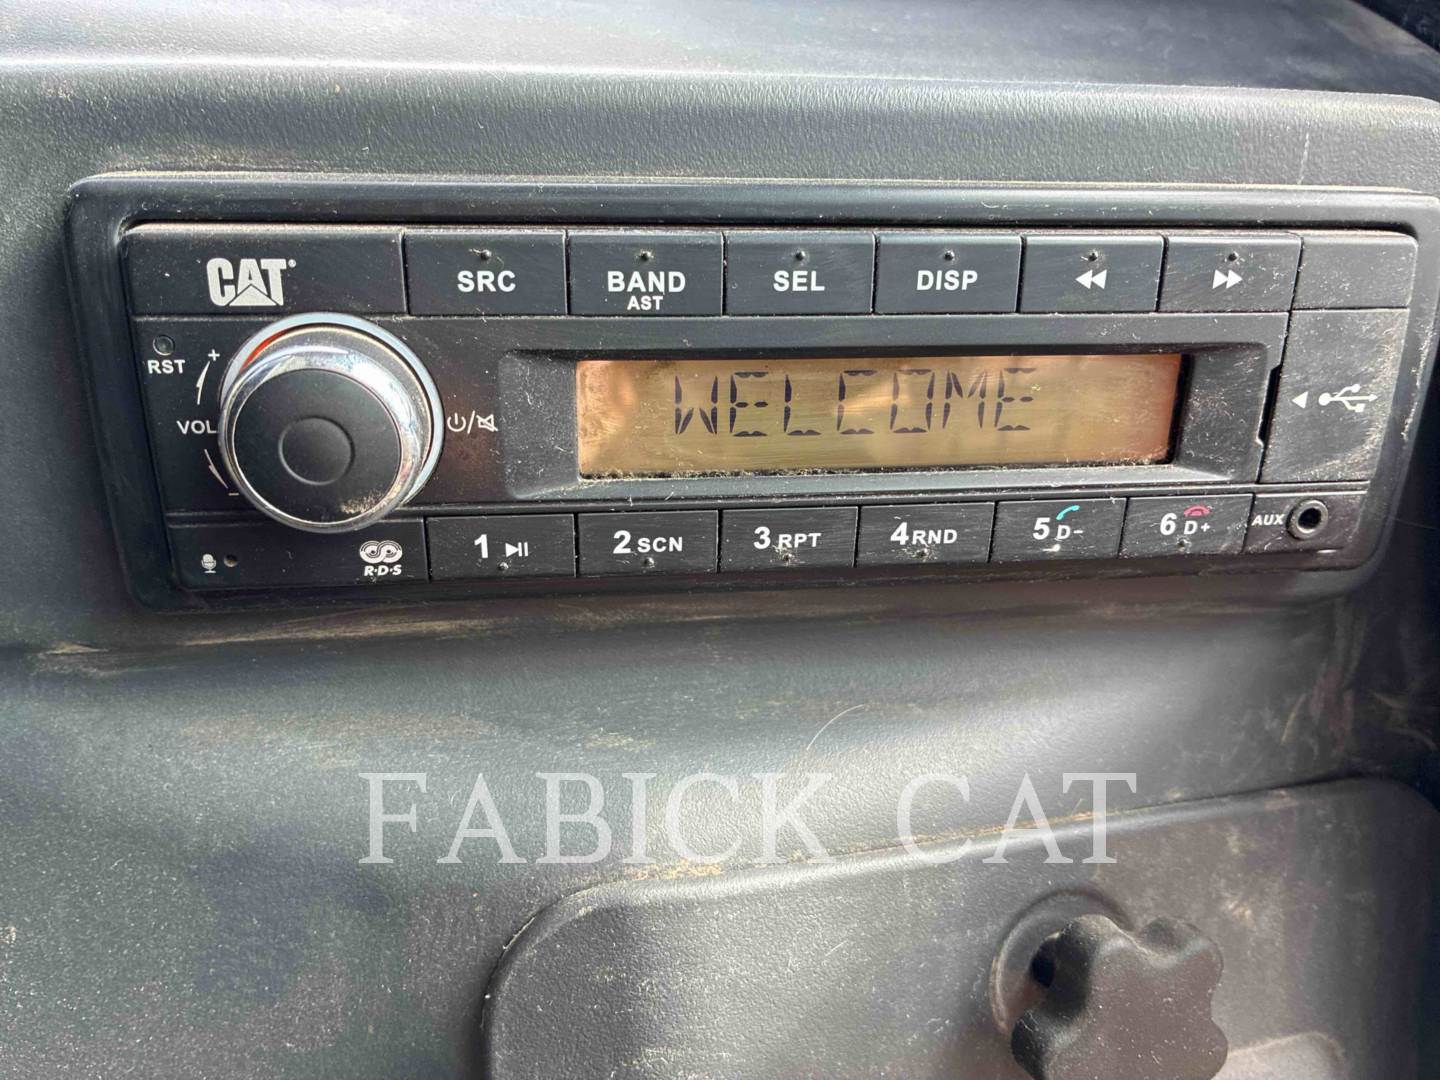 CAT SRC BAND SEL DISP
AST
RST +
WELCOME
VOL
-
1 2 SCN 3 RPT 4 RND 5 D- 6 D+ AUX
R·D·S
FABICK CAT